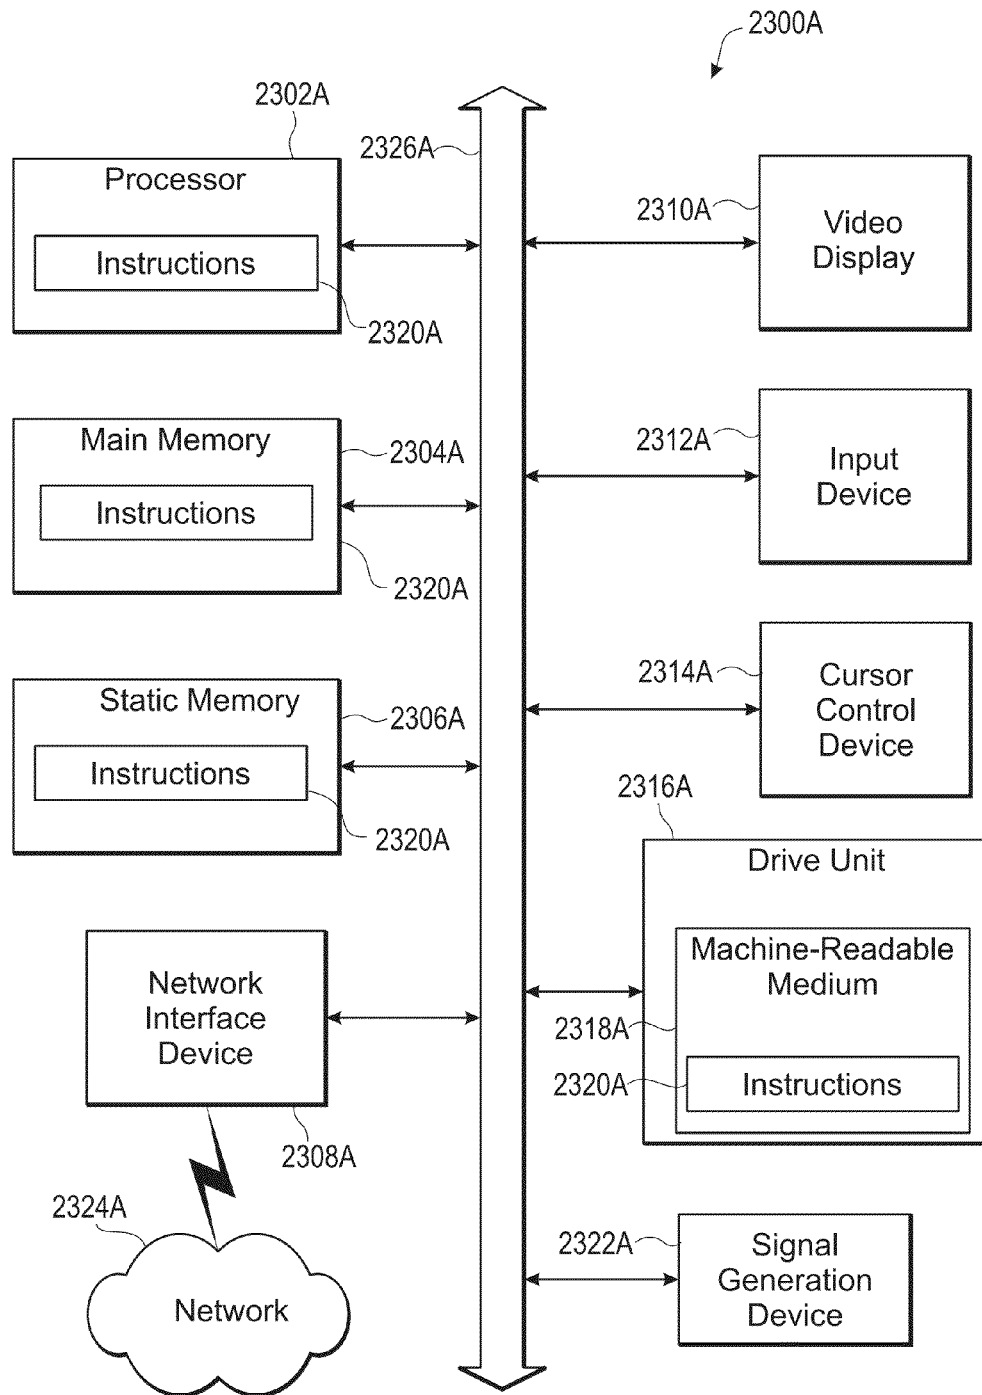 2300A
2302A
2326A
Processor
Instructions
2320A
2310A
Video
Display
Main Memory
2304A
Instructions
2320A
2312A
Input
Device
Static Memory
2306A
Instructions
2320A
2314A
Cursor
Control
Device
2316A
Drive Unit
Machine-Readable
Medium
2318A
2320A
Instructions
Network
Interface
Device
2308A
2324A
Network
2322A
Signal
Generation
Device